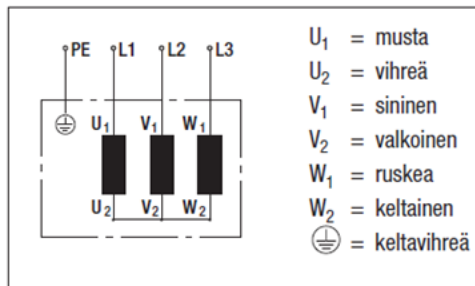 PE L1 L2 L3
U₁ V₁ W₁
U₂ V₂ W₂
U₁ = musta
U₂ = vihreä
V₁ = sininen
V₂ = valkoinen
W₁ = ruskea
W₂ = keltainen
⏚ = keltavihreä